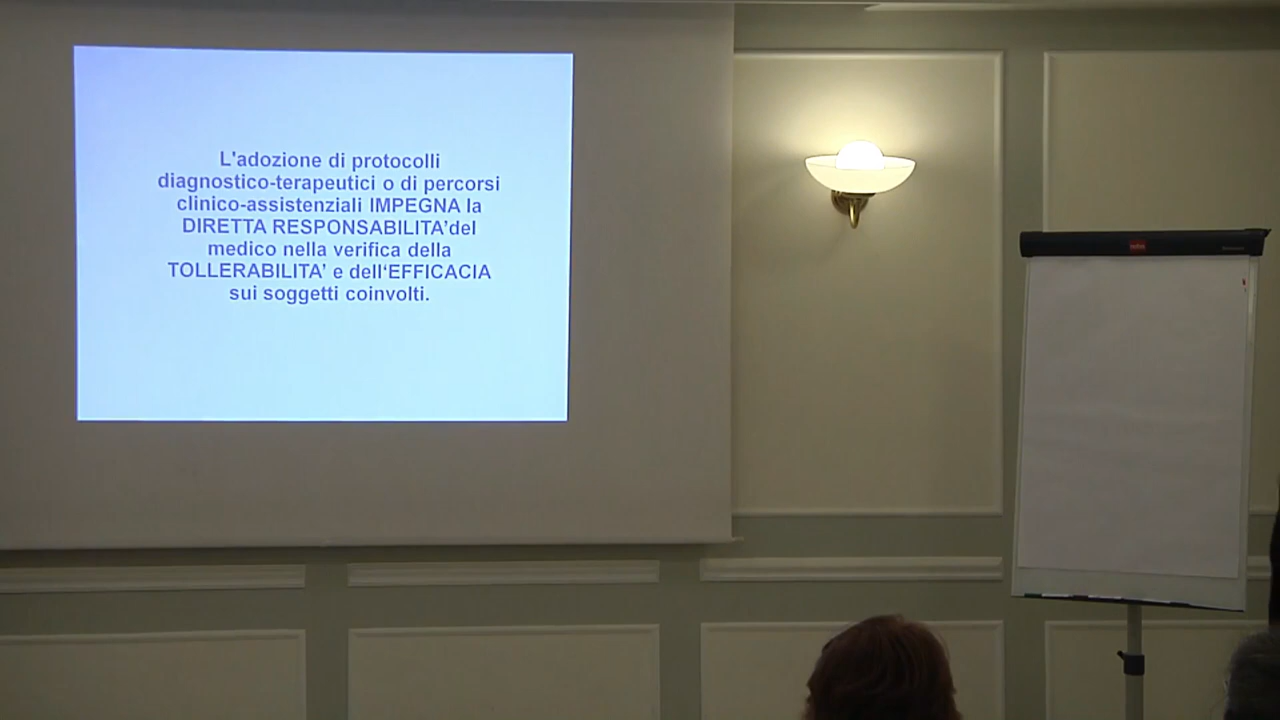 L'adozione di protocolli
diagnostico-terapeutici o di percorsi
clinico-assistenziali IMPEGNA la
DIRETTA RESPONSABILITA’del
medico nella verifica della
TOLLERABILITA’ e dell‘EFFICACIA
sui soggetti coinvolti.